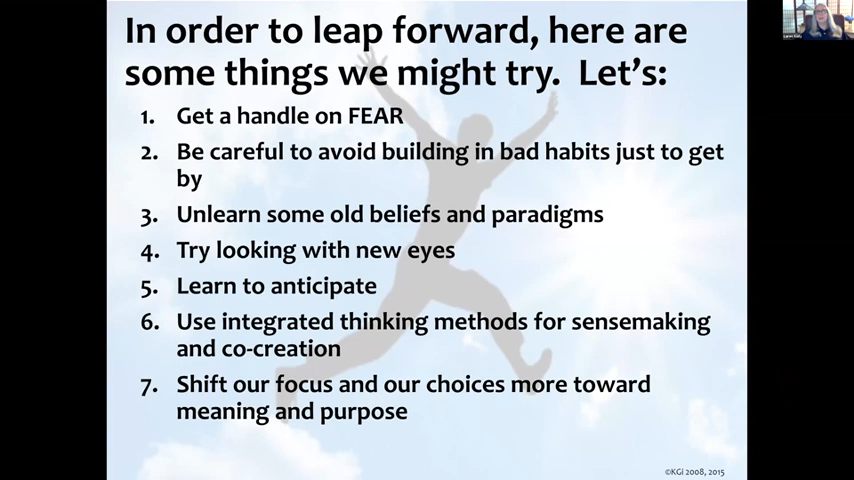 In order to leap forward, here are
some things we might try.  Let's:
1. Get a handle on FEAR
2. Be careful to avoid building in bad habits just to get
by
3. Unlearn some old beliefs and paradigms
4. Try looking with new eyes
5. Learn to anticipate
6. Use integrated thinking methods for sensemaking
and co-creation
7. Shift our focus and our choices more toward
meaning and purpose
©KGi 2008, 2015